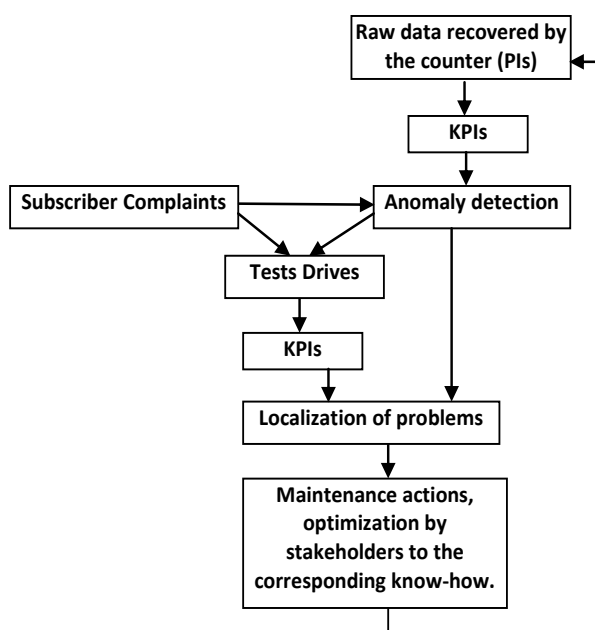 Raw data recovered by
the counter (PIs)
KPIs
Subscriber Complaints
Anomaly detection
Tests Drives
KPIs
Localization of problems
Maintenance actions,
optimization by
stakeholders to the
corresponding know-how.